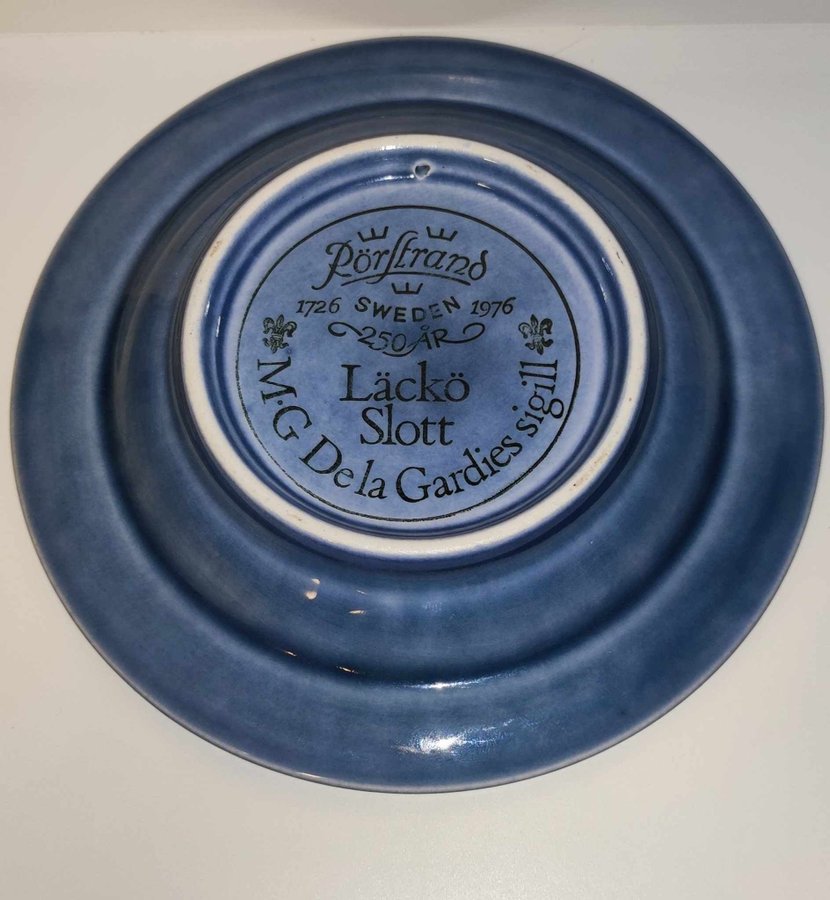 Rörstrand
1726 SWEDEN 1976
250 ÅR
Läckö
Slott
M·G De la Gardies sigill